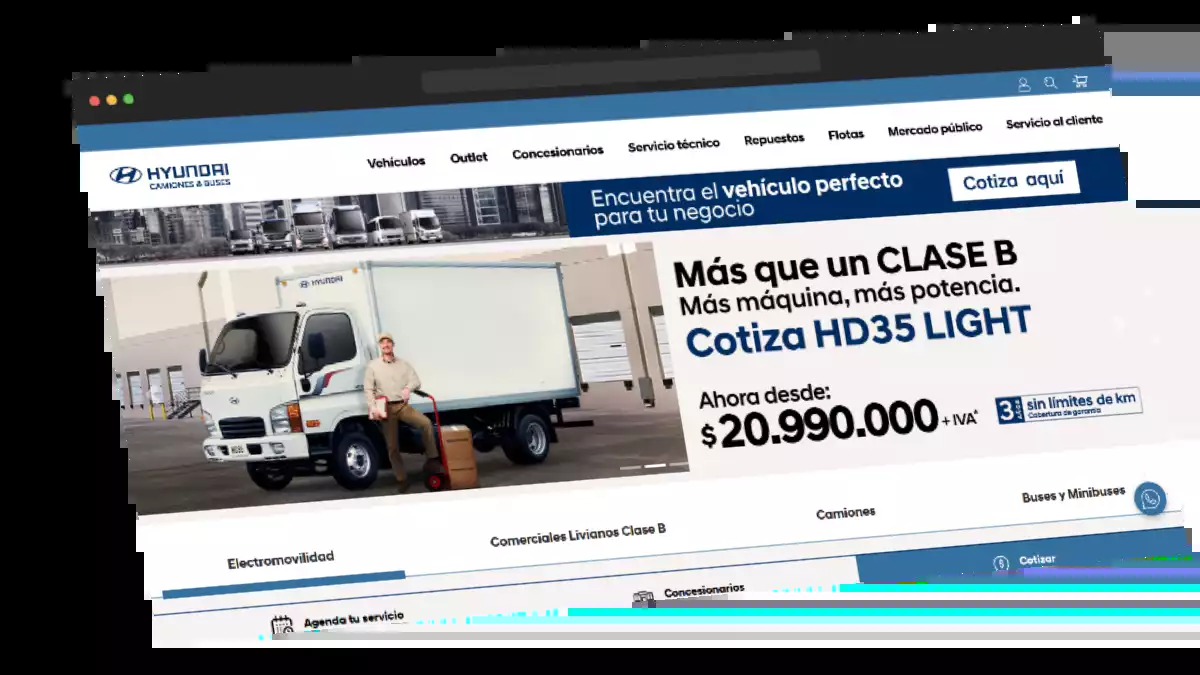 HYUNDAI
CAMIONES & BUSES
Vehículos
Outlet
Concesionarios
Servicio técnico
Repuestos
Flotas
Mercado público
Servicio al cliente
Encuentra el vehículo perfecto
para tu negocio
Cotiza aquí
HYUNDAI
Más que un CLASE B
Más máquina, más potencia.
Cotiza HD35 LIGHT
Ahora desde:
$20.990.000 + IVA*
3 Años
sin límites de km
Cobertura de garantía
HD35
Electromovilidad
Comerciales Livianos Clase B
Camiones
Buses y Minibuses
Agenda tu servicio
Concesionarios
Cotizar